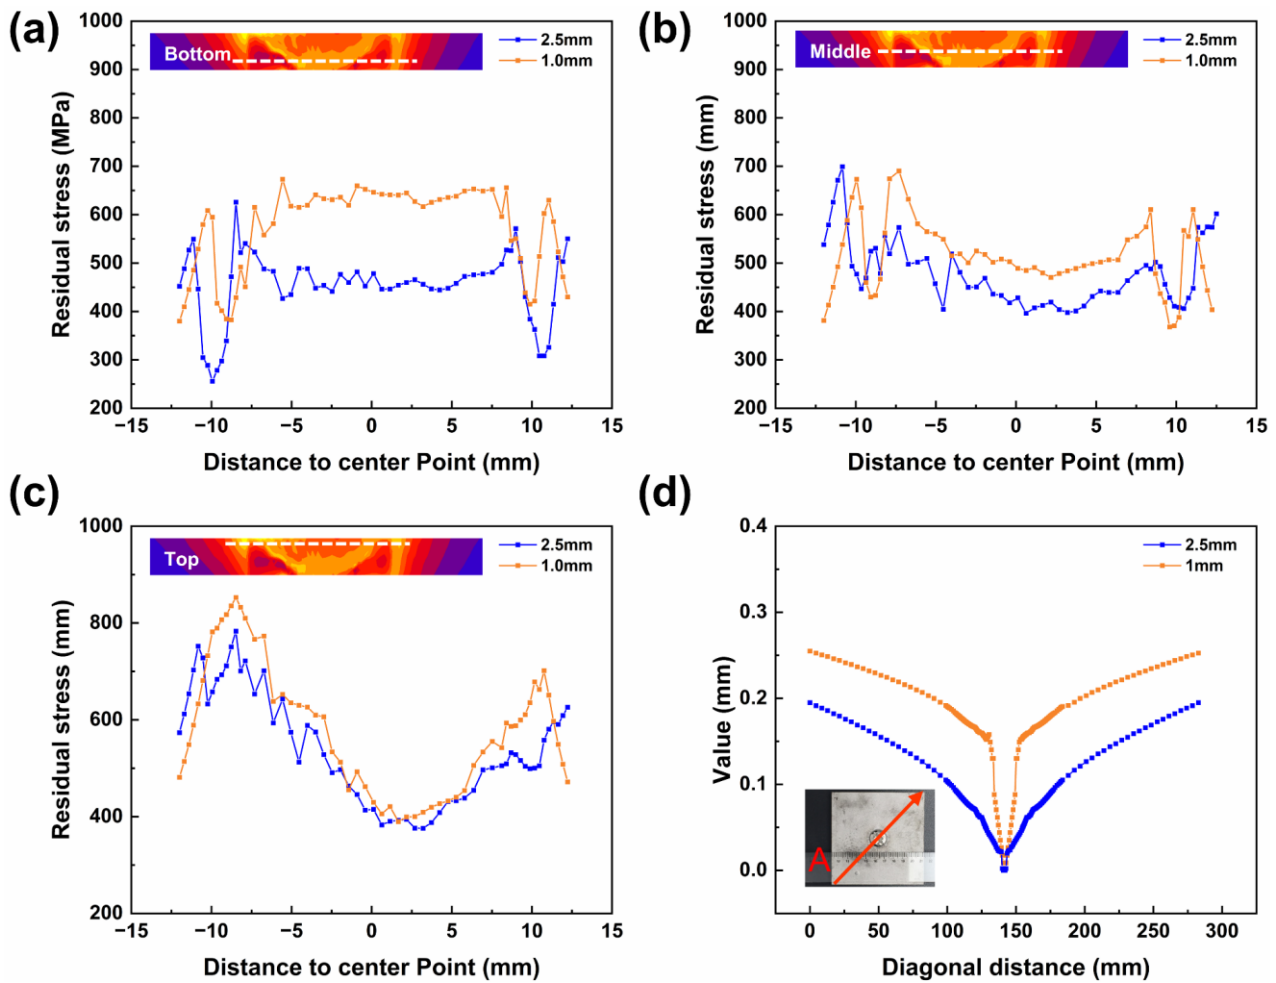 (a)
1000
900
800
700
600
500
400
300
200
Residual stress (MPa)
Bottom
2.5mm
1.0mm
−15 −10 −5 0 5 10 15
Distance to center Point (mm)
(b)
1000
900
800
700
600
500
400
300
200
Residual stress (mm)
Middle
2.5mm
1.0mm
−15 −10 −5 0 5 10 15
Distance to center Point (mm)
(c)
1000
800
600
400
200
Residual stress (mm)
Top
2.5mm
1.0mm
−15 −10 −5 0 5 10 15
Distance to center Point (mm)
(d)
0.4
0.3
0.2
0.1
0.0
Value (mm)
2.5mm
1mm
A
0 50 100 150 200 250 300
Diagonal distance (mm)